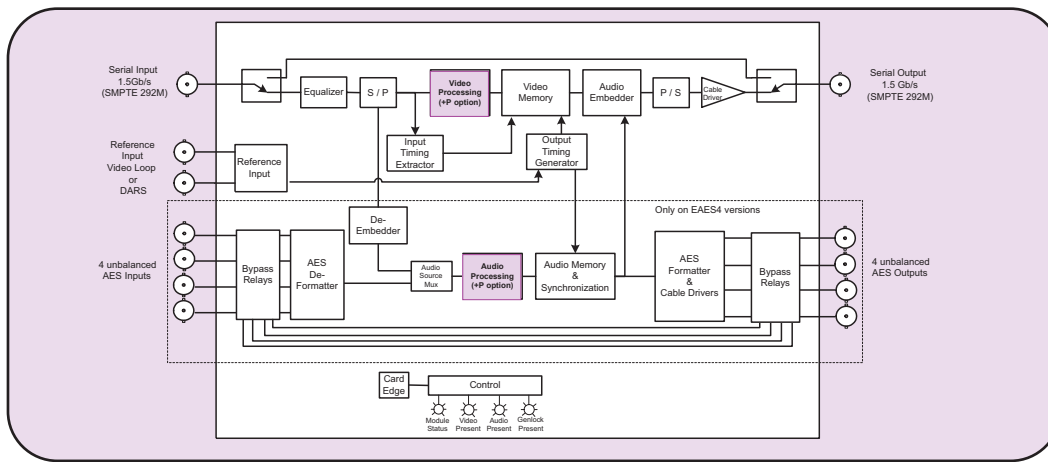 Serial Input
1.5Gb/s
(SMPTE 292M)
Equalizer
S / P
Video
Processing
(+P option)
Video
Memory
Audio
Embedder
P / S
Cable
Driver
Serial Output
1.5 Gb/s
(SMPTE 292M)
Input
Timing
Extractor
Output
Timing
Generator
Reference
Input
Video Loop
or
DARS
Reference
Input
Only on EAES4 versions
De-
Embedder
4 unbalanced
AES Inputs
Bypass
Relays
AES
De-
Formatter
Audio
Source
Mux
Audio
Processing
(+P option)
Audio Memory
&
Synchronization
AES
Formatter
&
Cable Drivers
Bypass
Relays
4 unbalanced
AES Outputs
Card
Edge
Control
Module
Status
Video
Present
Audio
Present
Genlock
Present